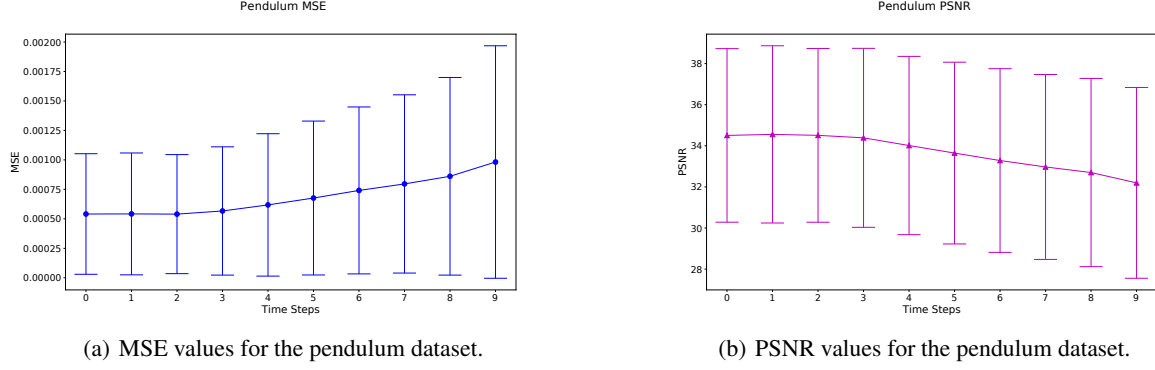 Pendulum MSE
0.00200
0.00175
0.00150
0.00125
0.00100
0.00075
0.00050
0.00025
0.00000
MSE
0 1 2 3 4 5 6 7 8 9
Time Steps
(a) MSE values for the pendulum dataset.
Pendulum PSNR
38
36
34
32
30
28
PSNR
0 1 2 3 4 5 6 7 8 9
Time Steps
(b) PSNR values for the pendulum dataset.